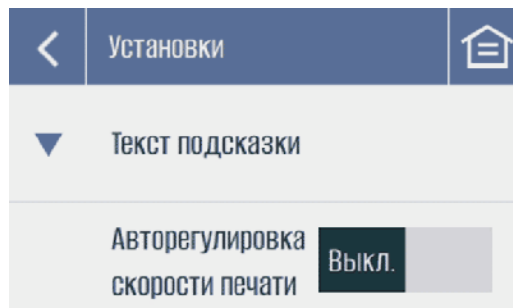 Установки
Текст подсказки
Авторегулировка
скорости печати
Выкл.